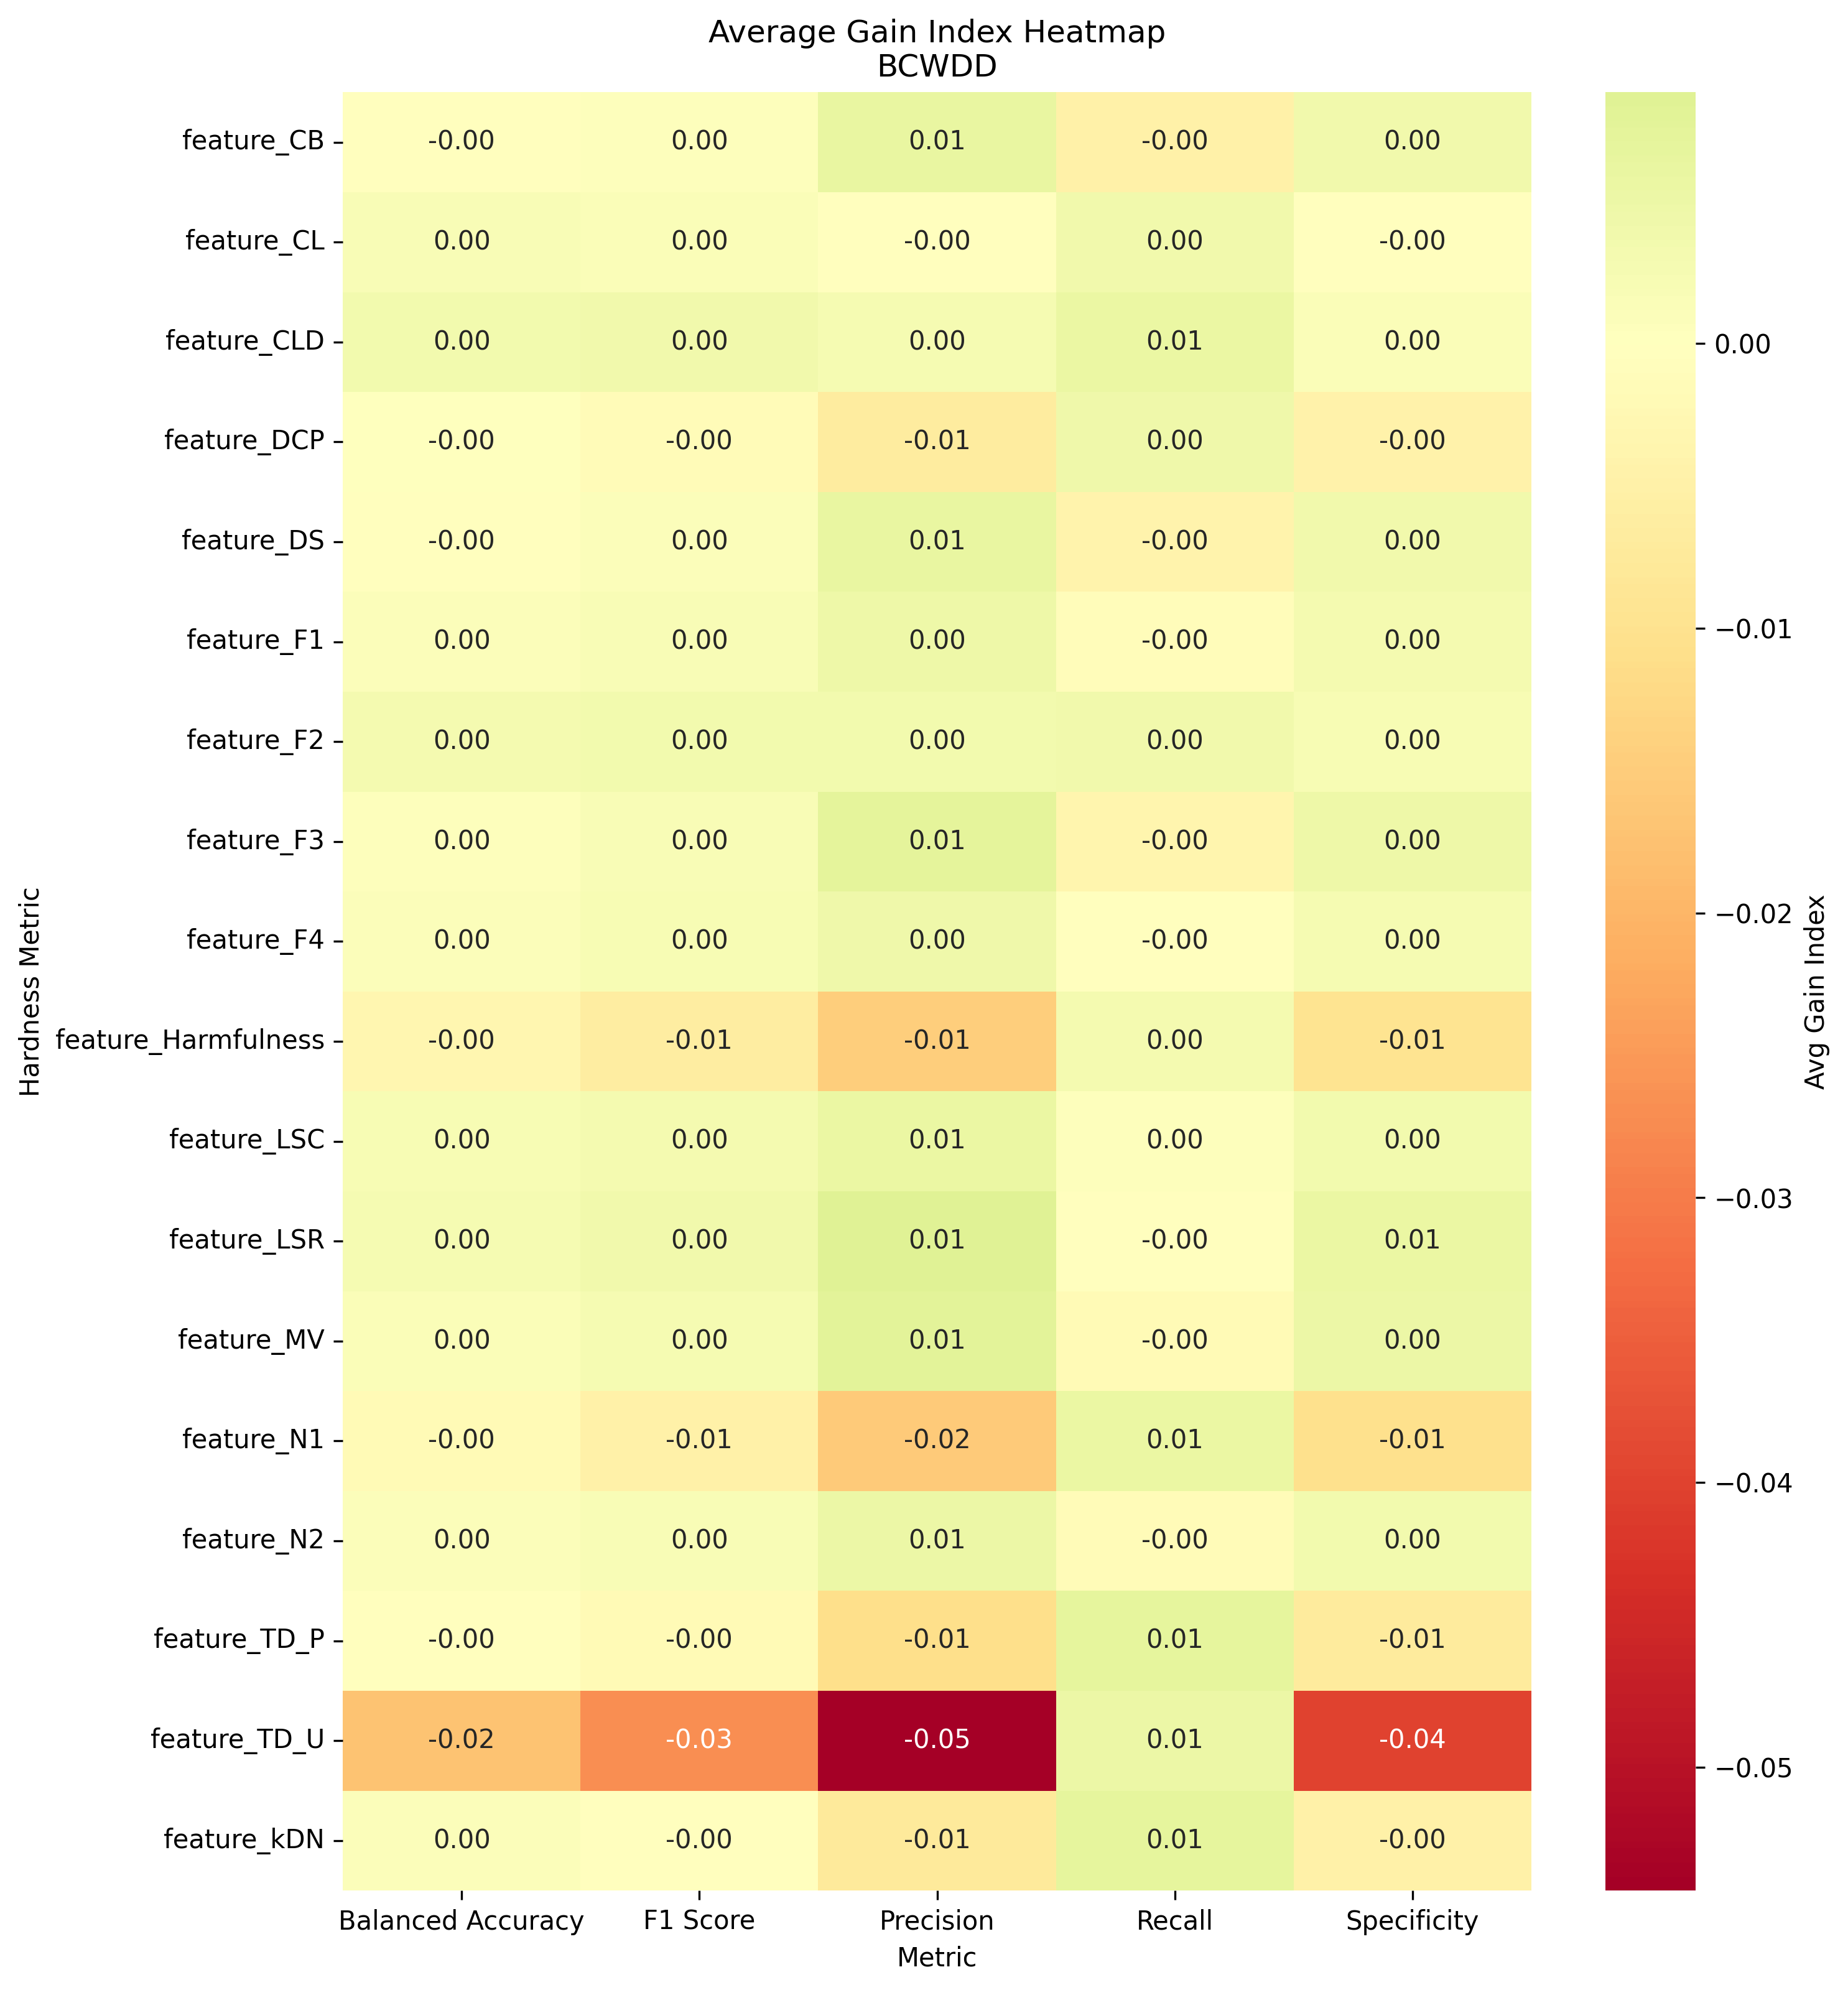 Average Gain Index Heatmap
BCWDD
Hardness Metric
feature_CB -0.00 0.00 0.01 -0.00 0.00
feature_CL 0.00 0.00 -0.00 0.00 -0.00
feature_CLD 0.00 0.00 0.00 0.01 0.00
feature_DCP -0.00 -0.00 -0.01 0.00 -0.00
feature_DS -0.00 0.00 0.01 -0.00 0.00
feature_F1 0.00 0.00 0.00 -0.00 0.00
feature_F2 0.00 0.00 0.00 0.00 0.00
feature_F3 0.00 0.00 0.01 -0.00 0.00
feature_F4 0.00 0.00 0.00 -0.00 0.00
feature_Harmfulness -0.00 -0.01 -0.01 0.00 -0.01
feature_LSC 0.00 0.00 0.01 0.00 0.00
feature_LSR 0.00 0.00 0.01 -0.00 0.01
feature_MV 0.00 0.00 0.01 -0.00 0.00
feature_N1 -0.00 -0.01 -0.02 0.01 -0.01
feature_N2 0.00 0.00 0.01 -0.00 0.00
feature_TD_P -0.00 -0.00 -0.01 0.01 -0.01
feature_TD_U -0.02 -0.03 -0.05 0.01 -0.04
feature_kDN 0.00 -0.00 -0.01 0.01 -0.00
Balanced Accuracy F1 Score Precision Recall Specificity
Metric
0.00
−0.01
−0.02
−0.03
−0.04
−0.05
Avg Gain Index